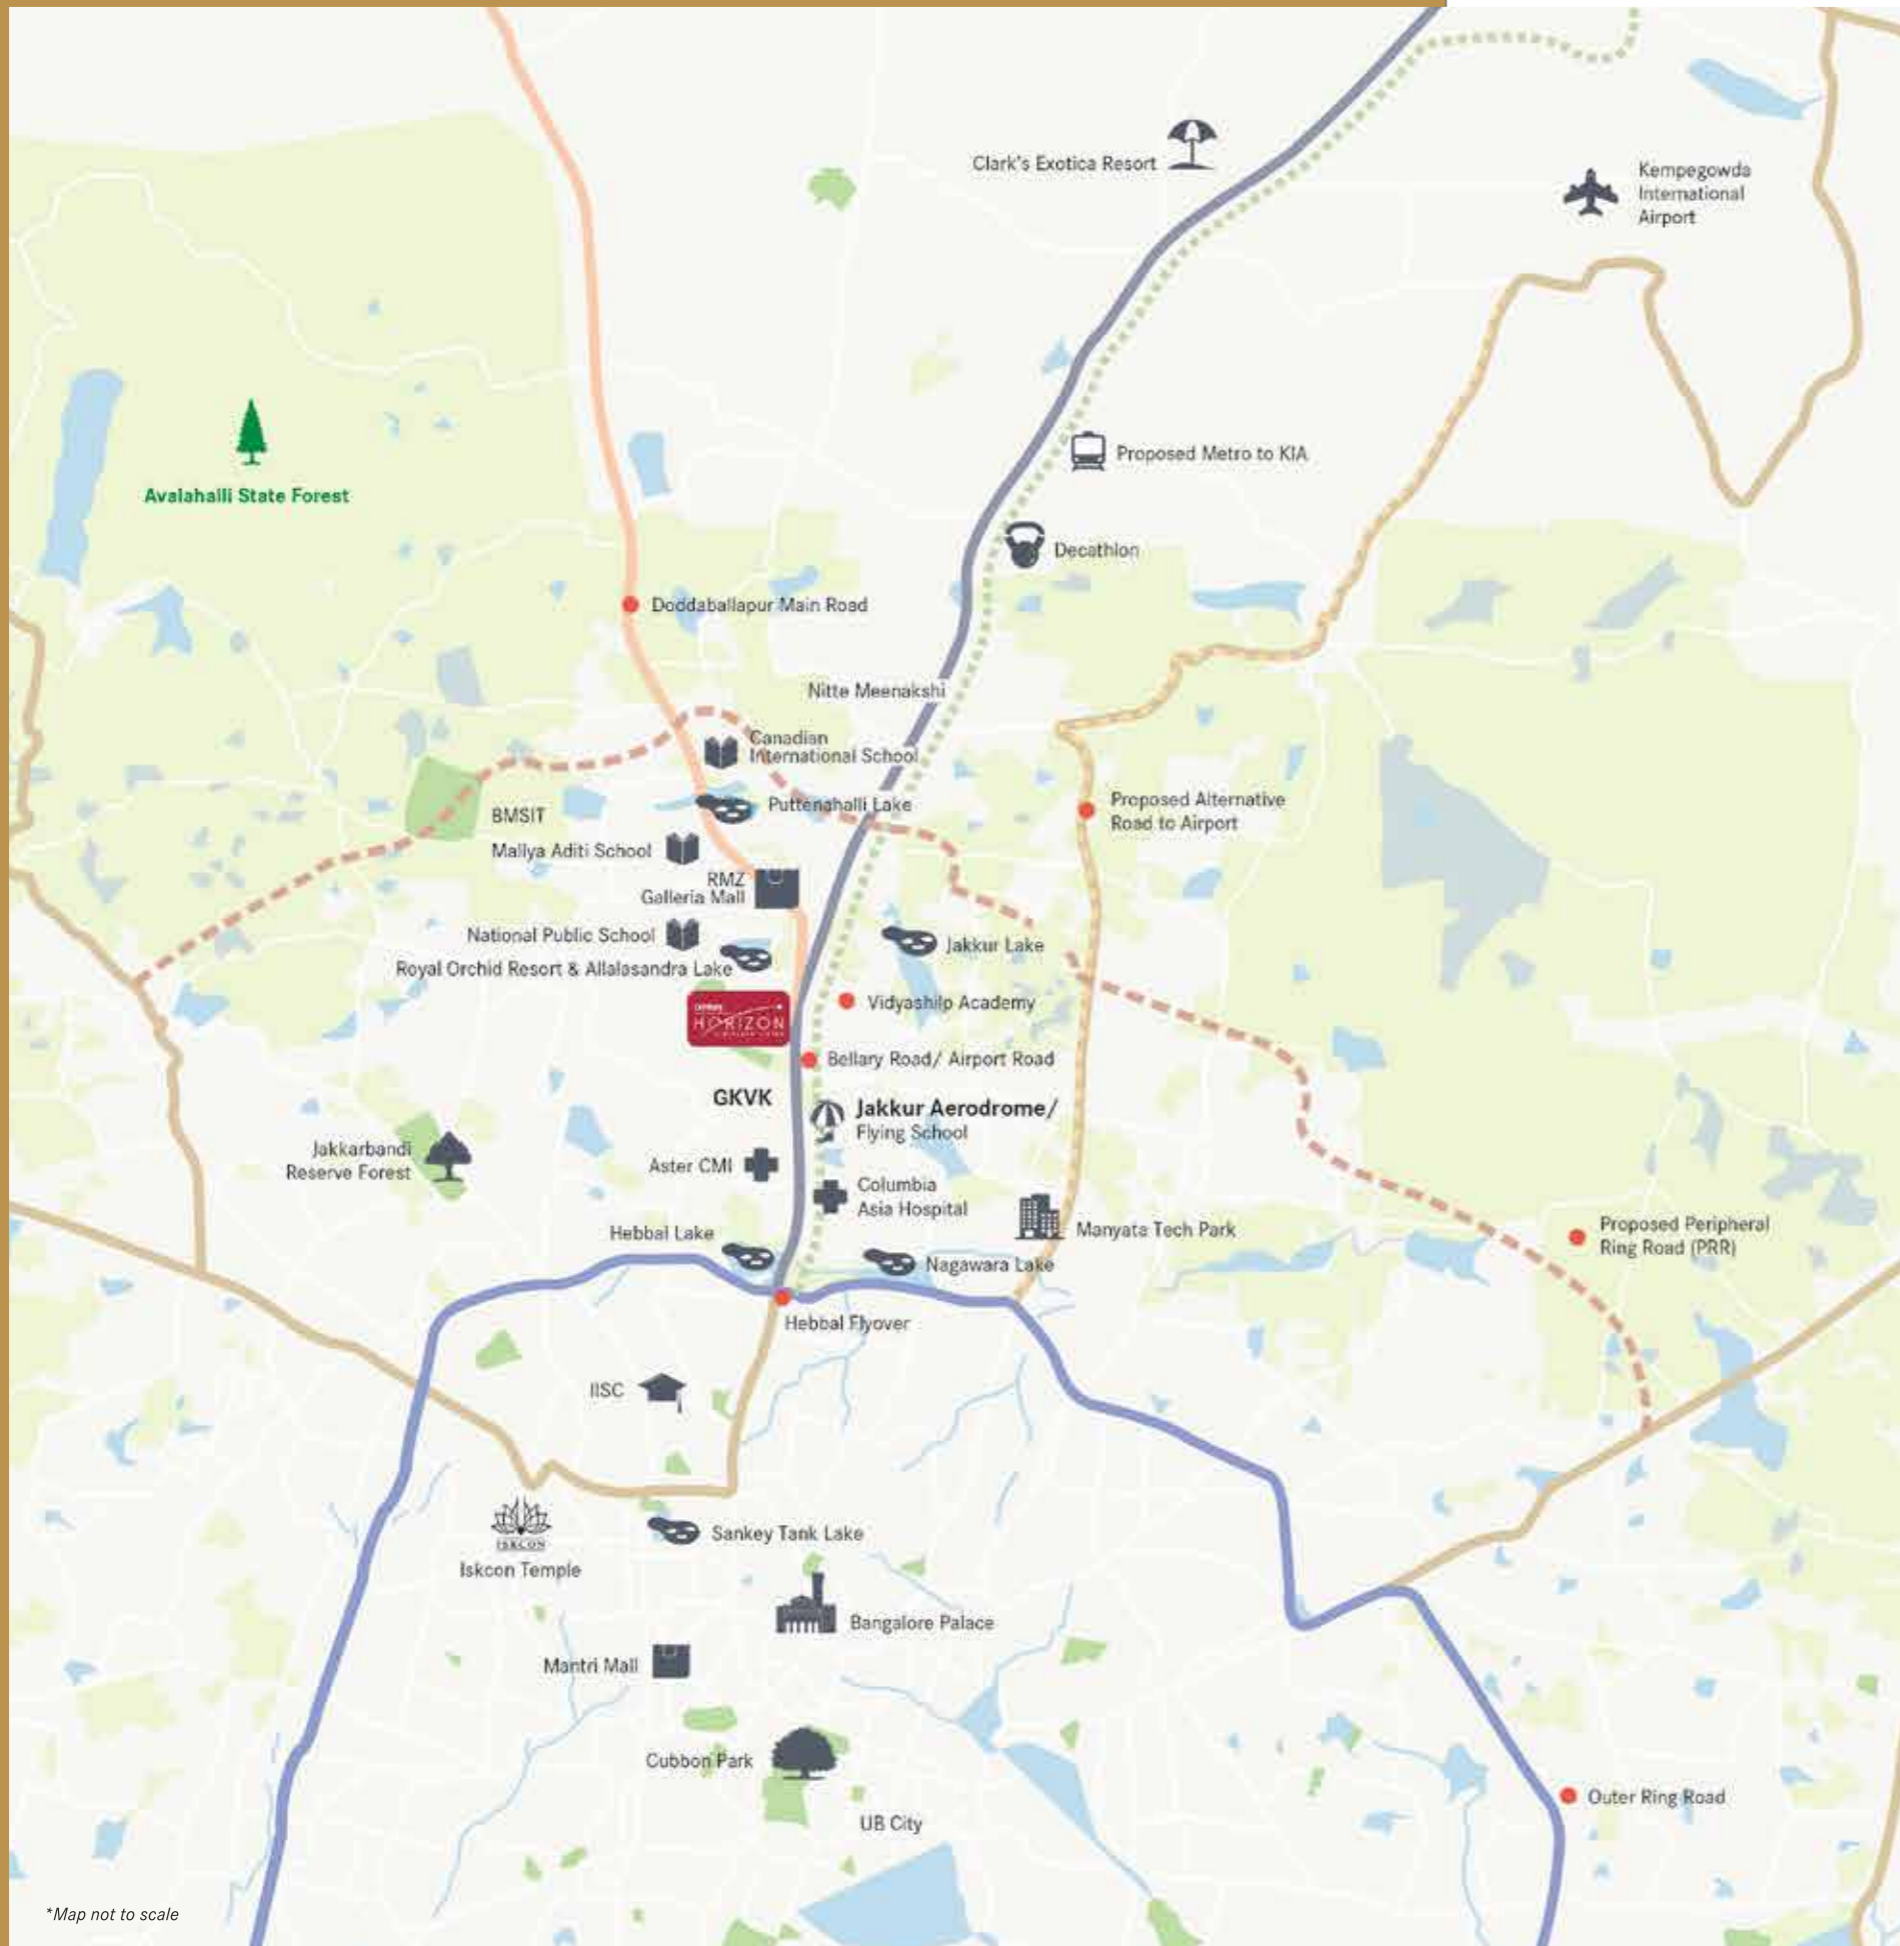 Clark's Exotica Resort
Kempegowda
International
Airport
Proposed Metro to KIA
Avalahalli State Forest
Decathlon
Doddaballapur Main Road
Nitte Meenakshi
Canadian
International School
Puttenahalli Lake
Proposed Alternative
Road to Airport
BMSIT
Mallya Aditi School
RMZ
Galleria Mall
National Public School
Jakkur Lake
Royal Orchid Resort & Allalasandra Lake
HORIZON
Vidyashilp Academy
Bellary Road/ Airport Road
GKVK
Jakkur Aerodrome/
Flying School
Jakkarbandi
Reserve Forest
Aster CMI
Columbia
Asia Hospital
Hebbal Lake
Manyata Tech Park
Proposed Peripheral
Ring Road (PRR)
Nagawara Lake
Hebbal Flyover
IISC
ISKCON
Iskcon Temple
Sankey Tank Lake
Bangalore Palace
Mantri Mall
Cubbon Park
UB City
Outer Ring Road
*Map not to scale